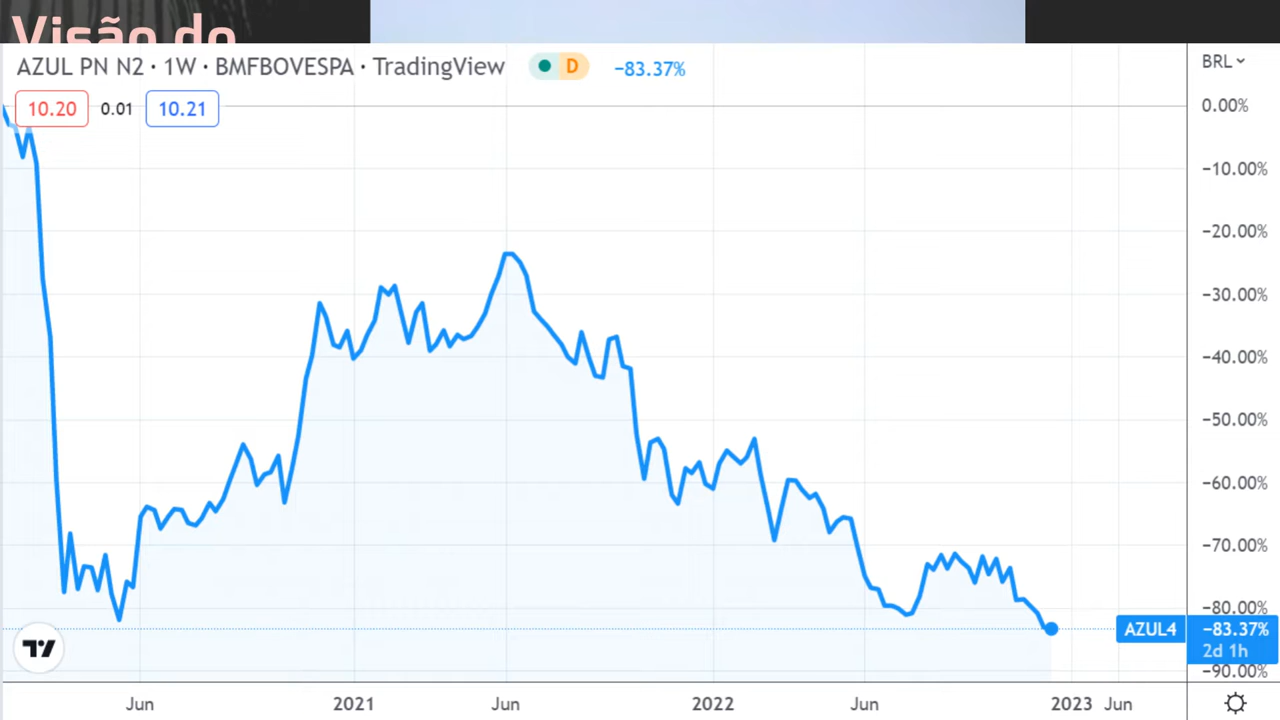 Visão do
AZUL PN N2 · 1W · BMFBOVESPA · TradingView D −83.37% BRL
10.20 0.01 10.21
0.00%
−10.00%
−20.00%
−30.00%
−40.00%
−50.00%
−60.00%
−70.00%
−80.00%
AZUL4 −83.37%
2d 1h
−90.00%
Jun 2021 Jun 2022 Jun 2023 Jun